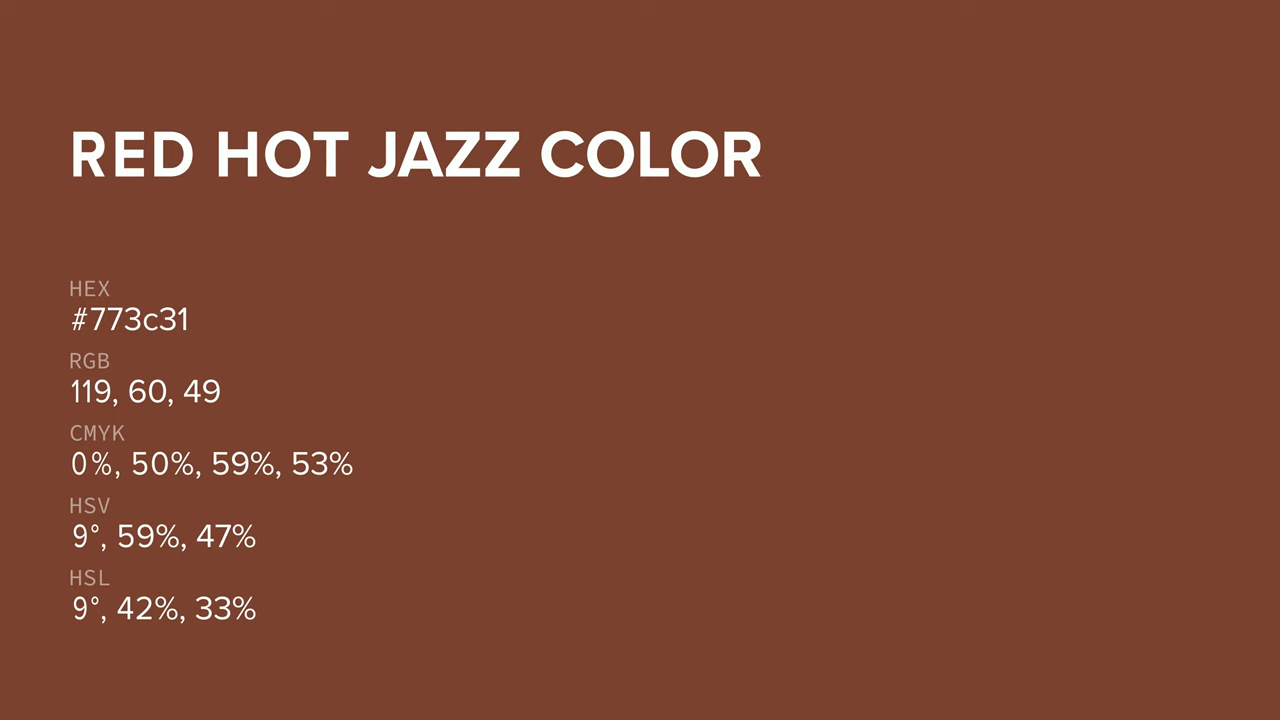 RED HOT JAZZ COLOR
HEX
#773c31
RGB
119, 60, 49
CMYK
0%, 50%, 59%, 53%
HSV
9°, 59%, 47%
HSL
9°, 42%, 33%